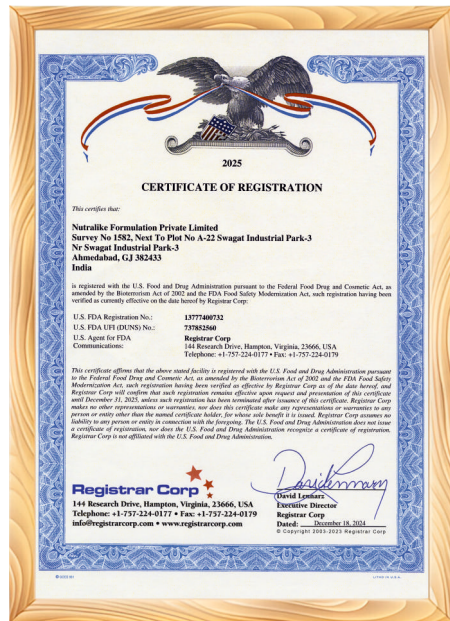 2025
CERTIFICATE OF REGISTRATION
This certifies that:
Nutralike Formulation Private Limited
Survey No 1582, Next To Plot No A-22 Swagat Industrial Park-3
Nr Swagat Industrial Park-3
Ahmedabad, GJ 382433
India
is registered with the U.S. Food and Drug Administration pursuant to the Federal Food Drug and Cosmetic Act, as
amended by the Bioterrorism Act of 2002 and the FDA Food Safety Modernization Act, such registration having been
verified as currently effective on the date hereof by Registrar Corp:
U.S. FDA Registration No.: 13777400732
U.S. FDA UFI (DUNS) No.: 737852560
U.S. Agent for FDA Registrar Corp
Communications: 144 Research Drive, Hampton, Virginia, 23666, USA
Telephone: +1-757-224-0177 • Fax: +1-757-224-0179
This certificate affirms that the above stated facility is registered with the U.S. Food and Drug Administration pursuant
to the Federal Food Drug and Cosmetic Act, as amended by the Bioterrorism Act of 2002 and the FDA Food Safety
Modernization Act, such registration having been verified as effective by Registrar Corp as of the date hereof, and
Registrar Corp will confirm that such registration remains effective upon request and presentation of this certificate
until December 31, 2025, unless such registration has been terminated after issuance of this certificate. Registrar Corp
makes no other representations or warranties, nor does this certificate make any representations or warranties to any
person or entity other than the named certificate holder, for whose sole benefit it is issued. Registrar Corp assumes no
liability to any person or entity in connection with the foregoing. The U.S. Food and Drug Administration does not issue
a certificate of registration, nor does the U.S. Food and Drug Administration recognize a certificate of registration.
Registrar Corp is not affiliated with the U.S. Food and Drug Administration.
Registrar Corp
144 Research Drive, Hampton, Virginia, 23666, USA
Telephone: +1-757-224-0177 • Fax: +1-757-224-0179
info@registrarcorp.com • www.registrarcorp.com
David Lennarz
Executive Director
Registrar Corp
Dated: December 18, 2024
© Copyright 2003-2023 Registrar Corp
LITHO IN U.S.A.